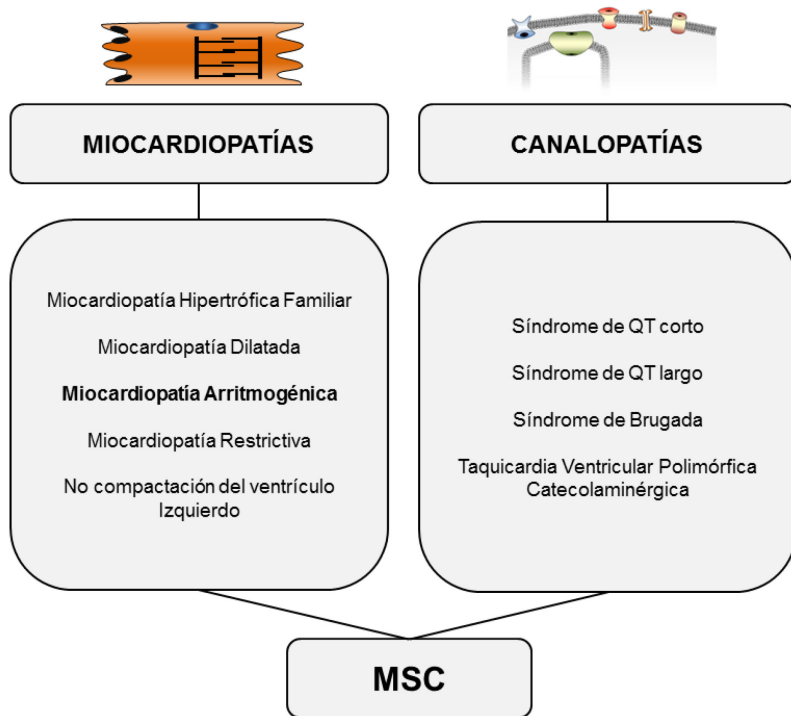 MIOCARDIOPATÍAS
Miocardiopatía Hipertrófica Familiar
Miocardiopatía Dilatada
Miocardiopatía Arritmogénica
Miocardiopatía Restrictiva
No compactación del ventrículo
Izquierdo
CANALOPATÍAS
Síndrome de QT corto
Síndrome de QT largo
Síndrome de Brugada
Taquicardia Ventricular Polimórfica
Catecolaminérgica
MSC